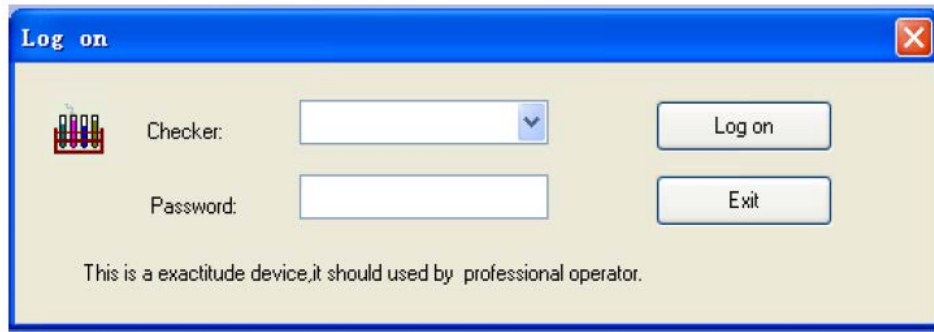 Log on
Checker:
Log on
Password:
Exit
This is a exactitude device,it should used by professional operator.